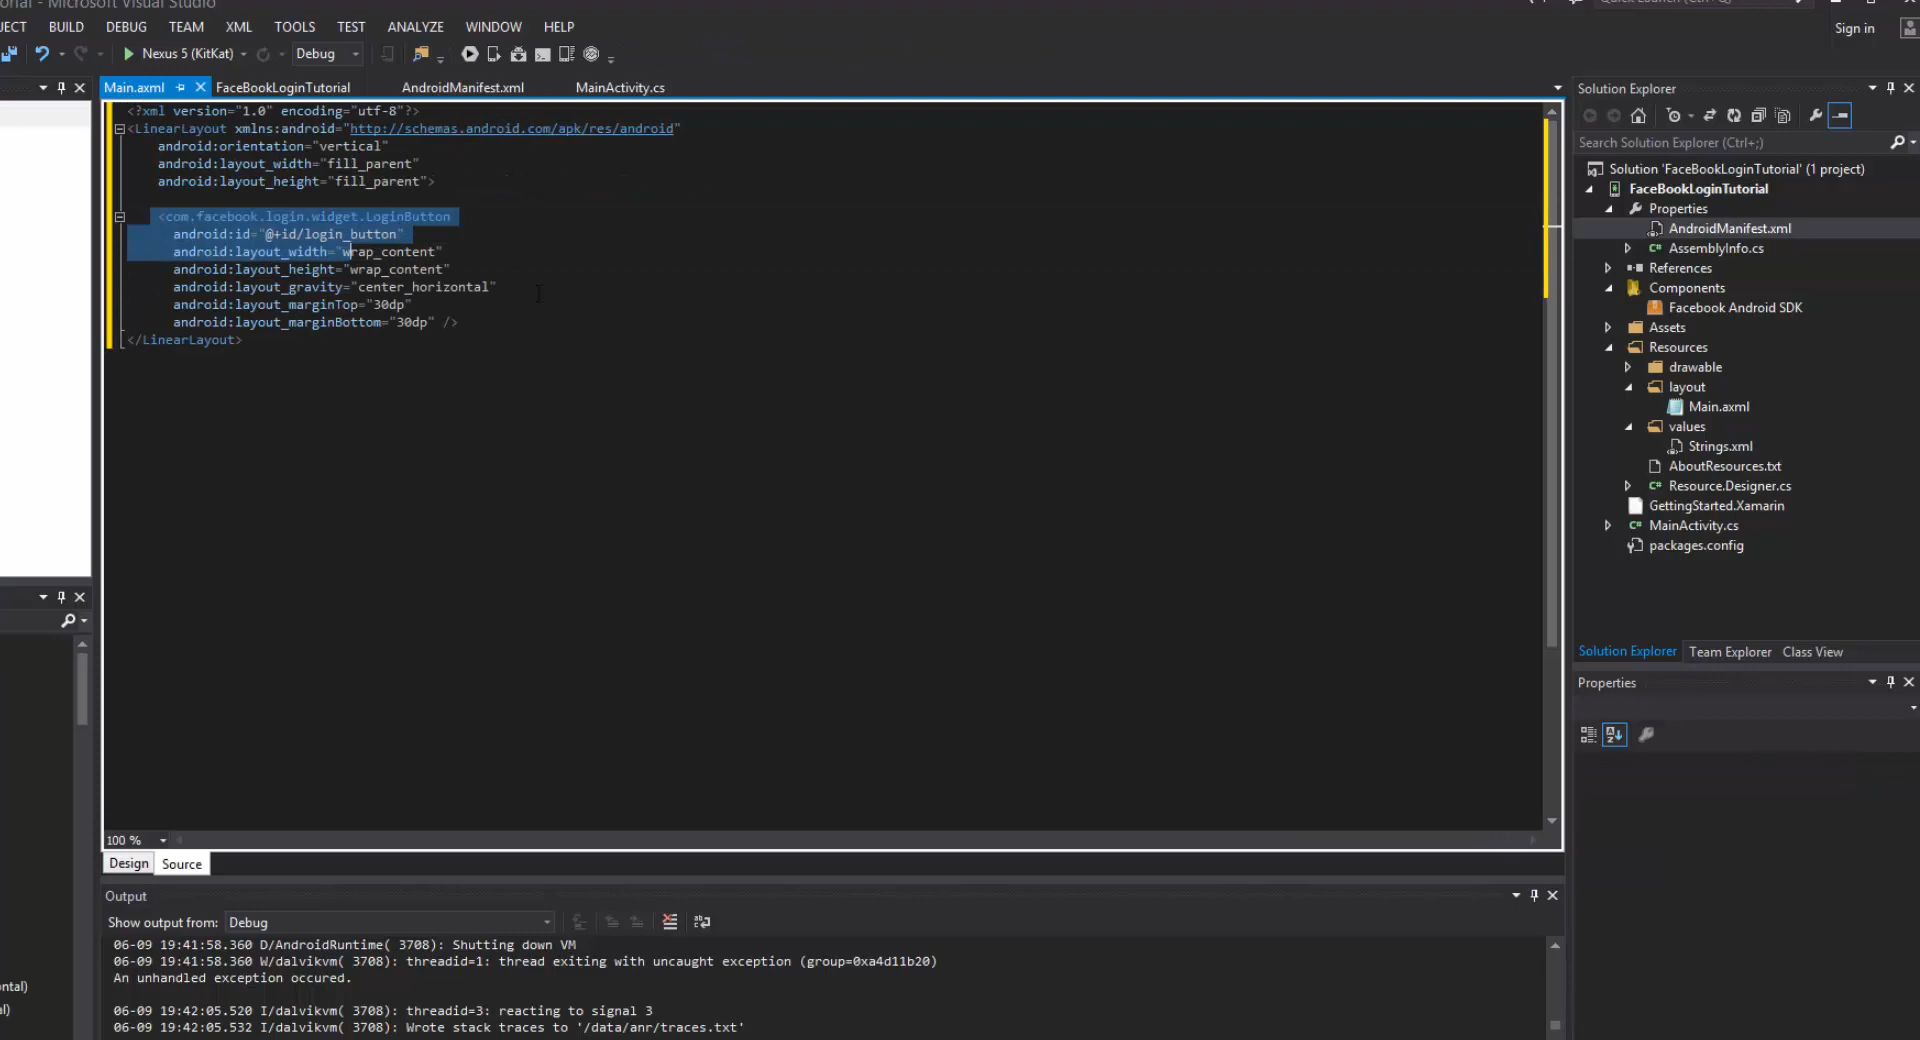 orial - Microsoft Visual Studio
JECT BUILD DEBUG TEAM XML TOOLS TEST ANALYZE WINDOW HELP
Sign in
Nexus 5 (KitKat) Debug
Main.axml FaceBookLoginTutorial AndroidManifest.xml MainActivity.cs
<?xml version="1.0" encoding="utf-8"?>
<LinearLayout xmlns:android="http://schemas.android.com/apk/res/android"
android:orientation="vertical"
android:layout_width="fill_parent"
android:layout_height="fill_parent">
<com.facebook.login.widget.LoginButton
android:id="@+id/login_button"
android:layout_width="wrap_content"
android:layout_height="wrap_content"
android:layout_gravity="center_horizontal"
android:layout_marginTop="30dp"
android:layout_marginBottom="30dp" />
</LinearLayout>
100 %
Design Source
Output
Show output from: Debug
06-09 19:41:58.360 D/AndroidRuntime( 3708): Shutting down VM
06-09 19:41:58.360 W/dalvikvm( 3708): threadid=1: thread exiting with uncaught exception (group=0xa4d11b20)
An unhandled exception occured.
06-09 19:42:05.520 I/dalvikvm( 3708): threadid=3: reacting to signal 3
06-09 19:42:05.532 I/dalvikvm( 3708): Wrote stack traces to '/data/anr/traces.txt'
ontal)
al)
Solution Explorer
Search Solution Explorer (Ctrl+;)
Solution 'FaceBookLoginTutorial' (1 project)
FaceBookLoginTutorial
Properties
AndroidManifest.xml
AssemblyInfo.cs
References
Components
Facebook Android SDK
Assets
Resources
drawable
layout
Main.axml
values
Strings.xml
AboutResources.txt
Resource.Designer.cs
GettingStarted.Xamarin
MainActivity.cs
packages.config
Solution Explorer Team Explorer Class View
Properties